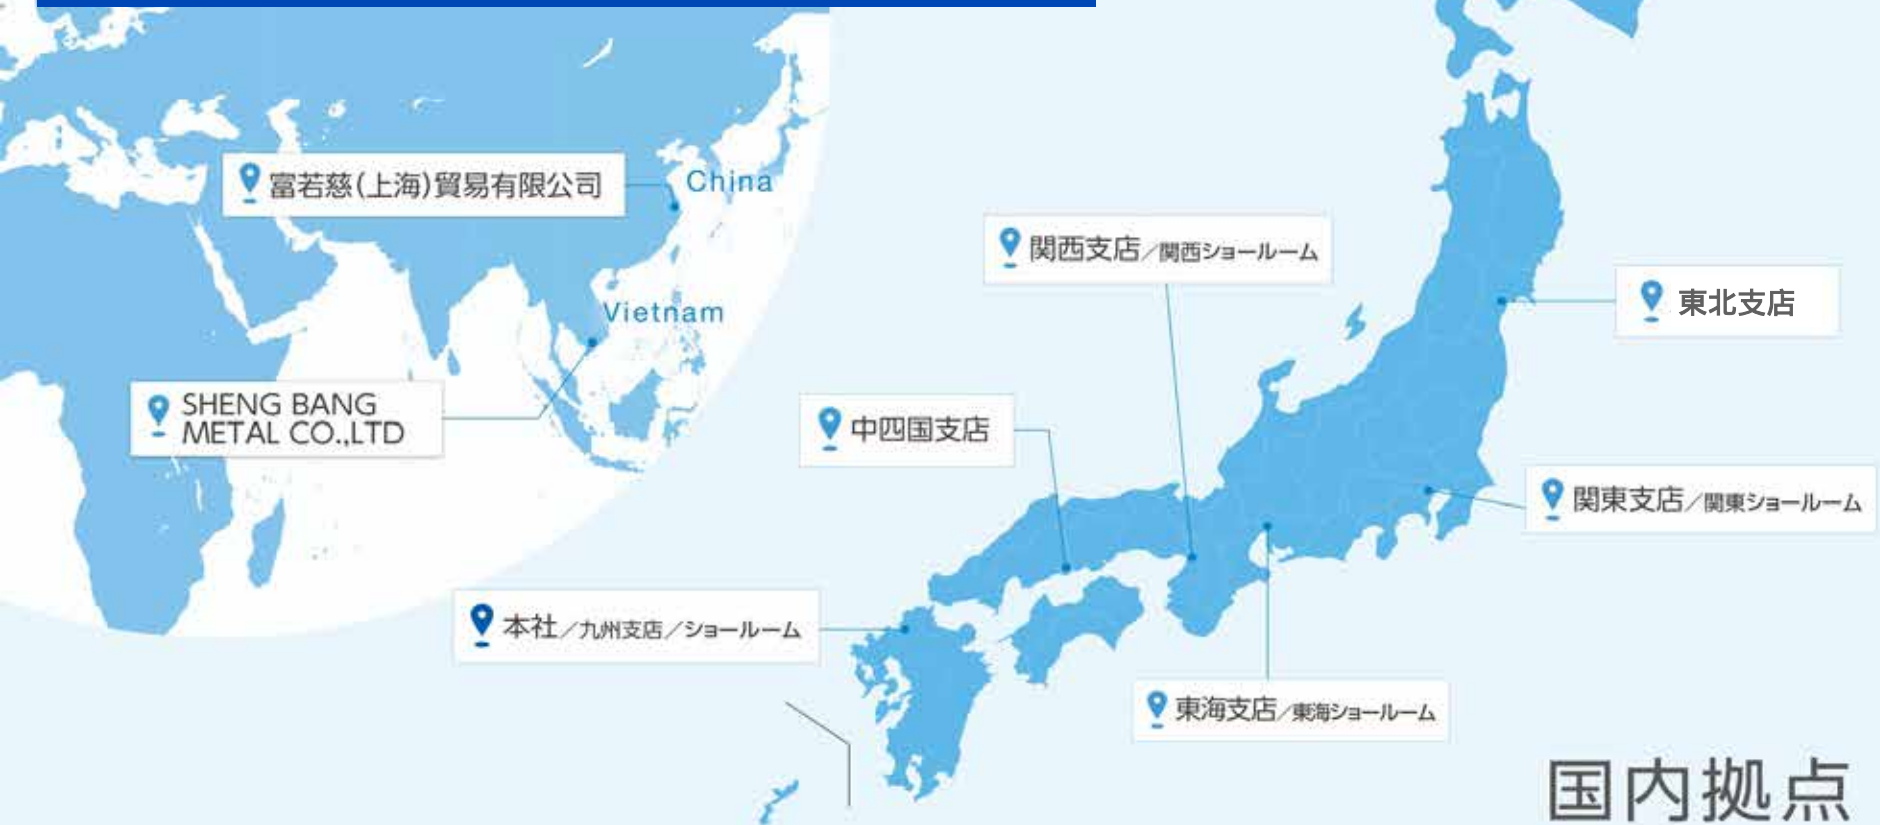 富若慈(上海)貿易有限公司
China
Vietnam
SHENG BANG
METAL CO.,LTD
関西支店／関西ショールーム
東北支店
中四国支店
関東支店／関東ショールーム
本社／九州支店／ショールーム
東海支店／東海ショールーム
国内拠点